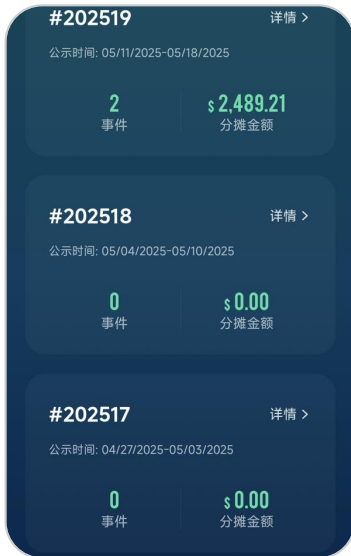 #202519 详情 >
公示时间: 05/11/2025-05/18/2025
2 $2,489.21
事件 分摊金额
#202518 详情 >
公示时间: 05/04/2025-05/10/2025
0 $0.00
事件 分摊金额
#202517 详情 >
公示时间: 04/27/2025-05/03/2025
0 $0.00
事件 分摊金额